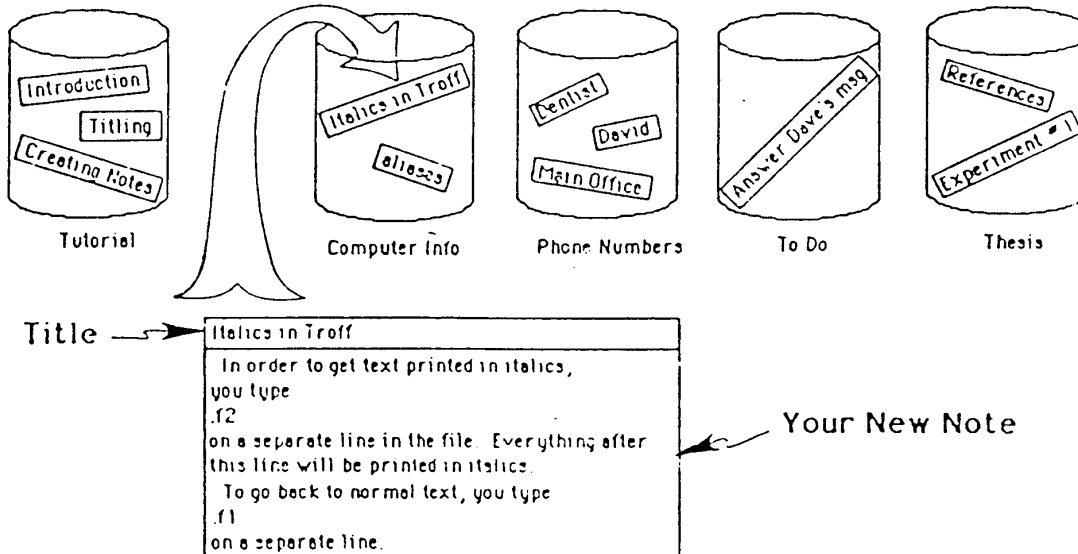 Introduction
Titling
Creating Notes
Italics in Troff
aliases
Dentist
David
Main Office
Answer Dave's msg
References
Experiment #1
Tutorial
Computer Info
Phone Numbers
To Do
Thesis
Title
Italics in Troff
In order to get text printed in italics,
you type
.f2
on a separate line in the file. Everything after
this line will be printed in italics.
To go back to normal text, you type
.f1
on a separate line.
Your New Note